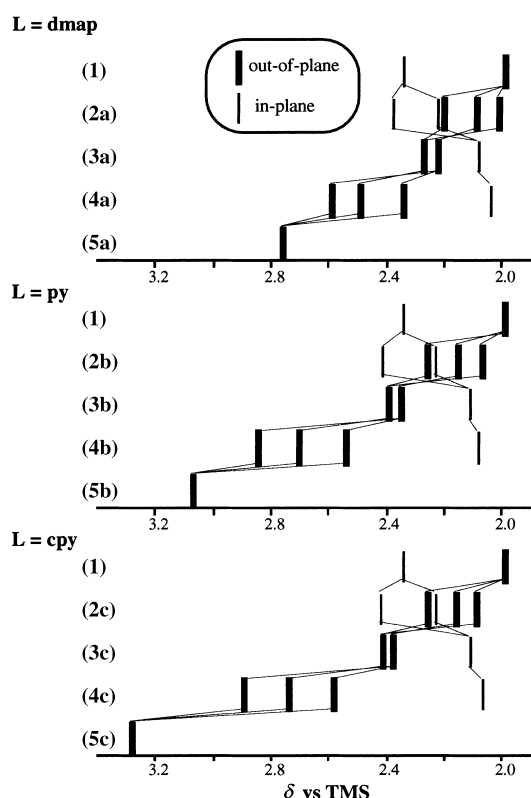 L = dmap
out-of-plane
in-plane
(1)
(2a)
(3a)
(4a)
(5a)
3.2 2.8 2.4 2.0
L = py
(1)
(2b)
(3b)
(4b)
(5b)
3.2 2.8 2.4 2.0
L = cpy
(1)
(2c)
(3c)
(4c)
(5c)
3.2 2.8 2.4 2.0
δ vs TMS